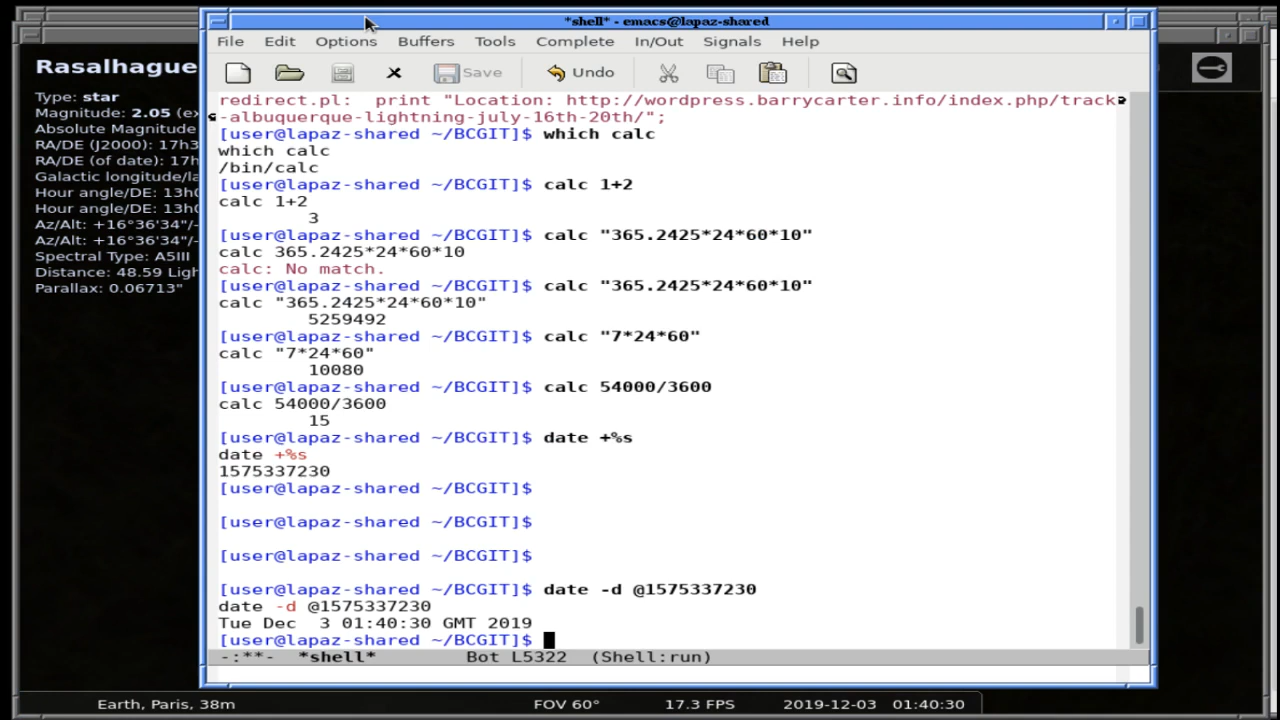 *shell* - emacs@lapaz-shared
File Edit Options Buffers Tools Complete In/Out Signals Help
Save Undo
Rasalhague
Type: star
Magnitude: 2.05 (ex
Absolute Magnitude
RA/DE (J2000): 17h3
RA/DE (of date): 17h
Galactic longitude/la
Hour angle/DE: 13h0
Hour angle/DE: 13h0
Az/Alt: +16°36'34"/-
Az/Alt: +16°36'34"/-
Spectral Type: A5III
Distance: 48.59 Ligh
Parallax: 0.06713"
redirect.pl:  print "Location: http://wordpress.barrycarter.info/index.php/track
-albuquerque-lightning-july-16th-20th/";
[user@lapaz-shared ~/BCGIT]$ which calc
which calc
/bin/calc
[user@lapaz-shared ~/BCGIT]$ calc 1+2
calc 1+2
3
[user@lapaz-shared ~/BCGIT]$ calc "365.2425*24*60*10"
calc 365.2425*24*60*10
calc: No match.
[user@lapaz-shared ~/BCGIT]$ calc "365.2425*24*60*10"
calc "365.2425*24*60*10"
5259492
[user@lapaz-shared ~/BCGIT]$ calc "7*24*60"
calc "7*24*60"
10080
[user@lapaz-shared ~/BCGIT]$ calc 54000/3600
calc 54000/3600
15
[user@lapaz-shared ~/BCGIT]$ date +%s
date +%s
1575337230
[user@lapaz-shared ~/BCGIT]$
[user@lapaz-shared ~/BCGIT]$
[user@lapaz-shared ~/BCGIT]$
[user@lapaz-shared ~/BCGIT]$ date -d @1575337230
date -d @1575337230
Tue Dec  3 01:40:30 GMT 2019
[user@lapaz-shared ~/BCGIT]$
-:**-  *shell*        Bot L5322  (Shell:run)
Earth, Paris, 38m FOV 60° 17.3 FPS 2019-12-03 01:40:30